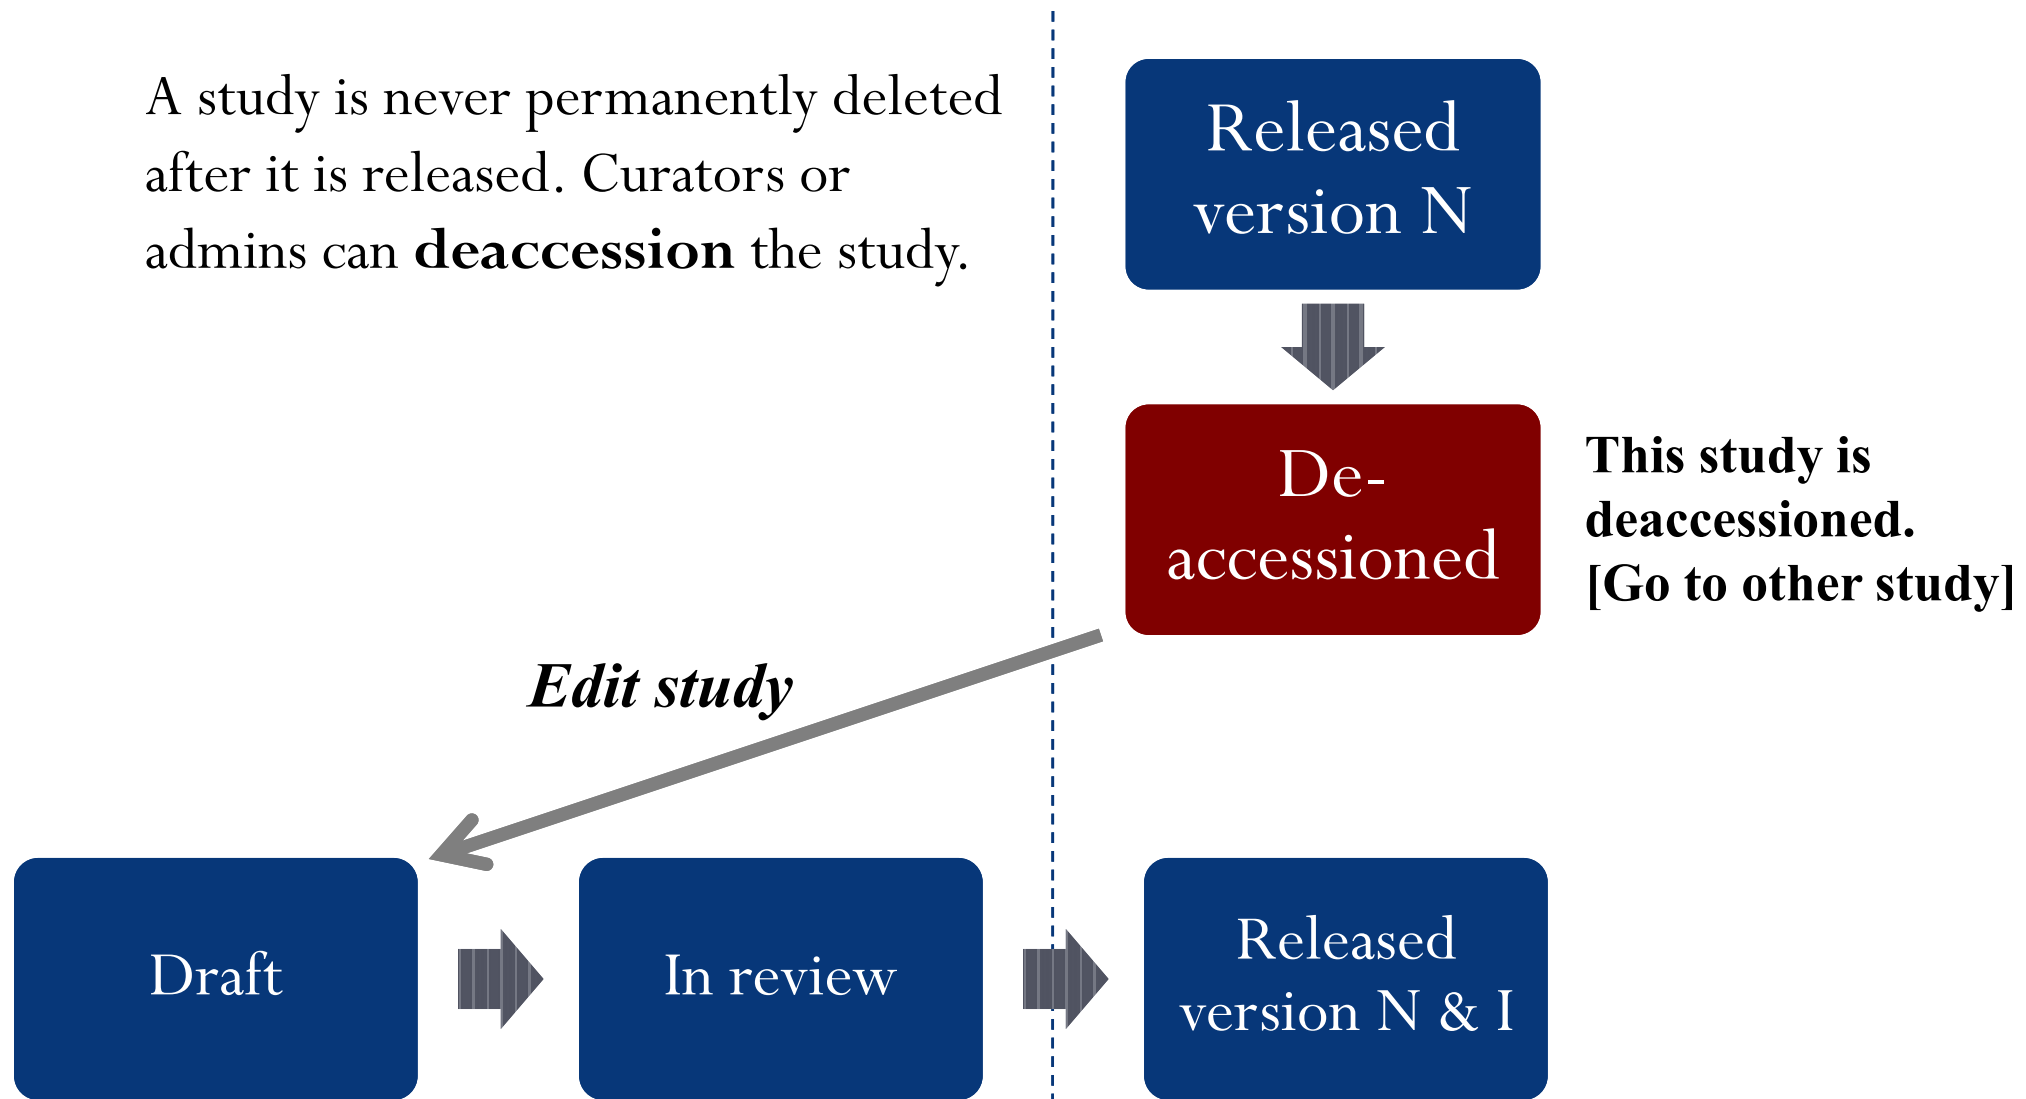 A study is never permanently deleted
after it is released. Curators or
admins can deaccession the study.
Released
version N
De-
accessioned
This study is
deaccessioned.
[Go to other study]
Edit study
Draft
In review
Released
version N & I